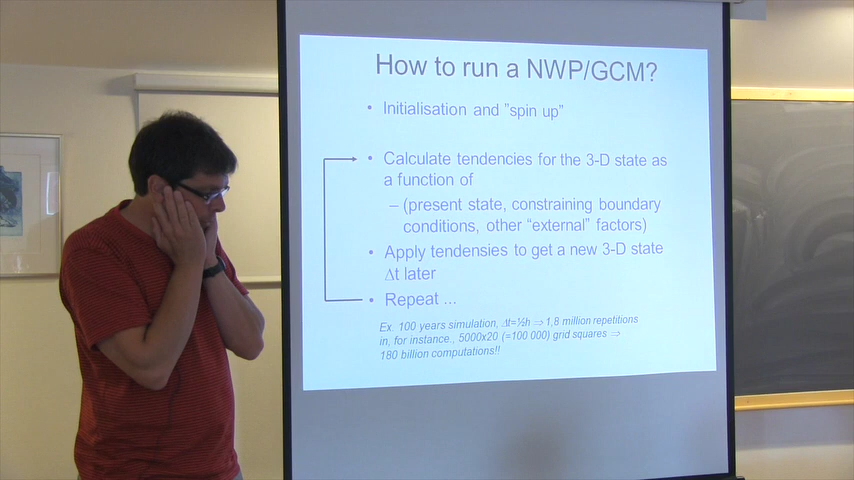 How to run a NWP/GCM?
• Initialisation and ”spin up”
• Calculate tendencies for the 3-D state as
a function of
– (present state, constraining boundary
conditions, other “external” factors)
• Apply tendensies to get a new 3-D state
Δt later
• Repeat ...
Ex. 100 years simulation, Δt=½h ⇒ 1,8 million repetitions
in, for instance., 5000x20 (=100 000) grid squares ⇒
180 billion computations!!